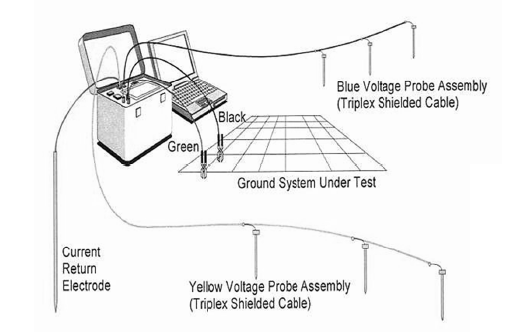 Blue Voltage Probe Assembly
(Triplex Shielded Cable)
Black
Green
Ground System Under Test
Current
Return
Electrode
Yellow Voltage Probe Assembly
(Triplex Shielded Cable)